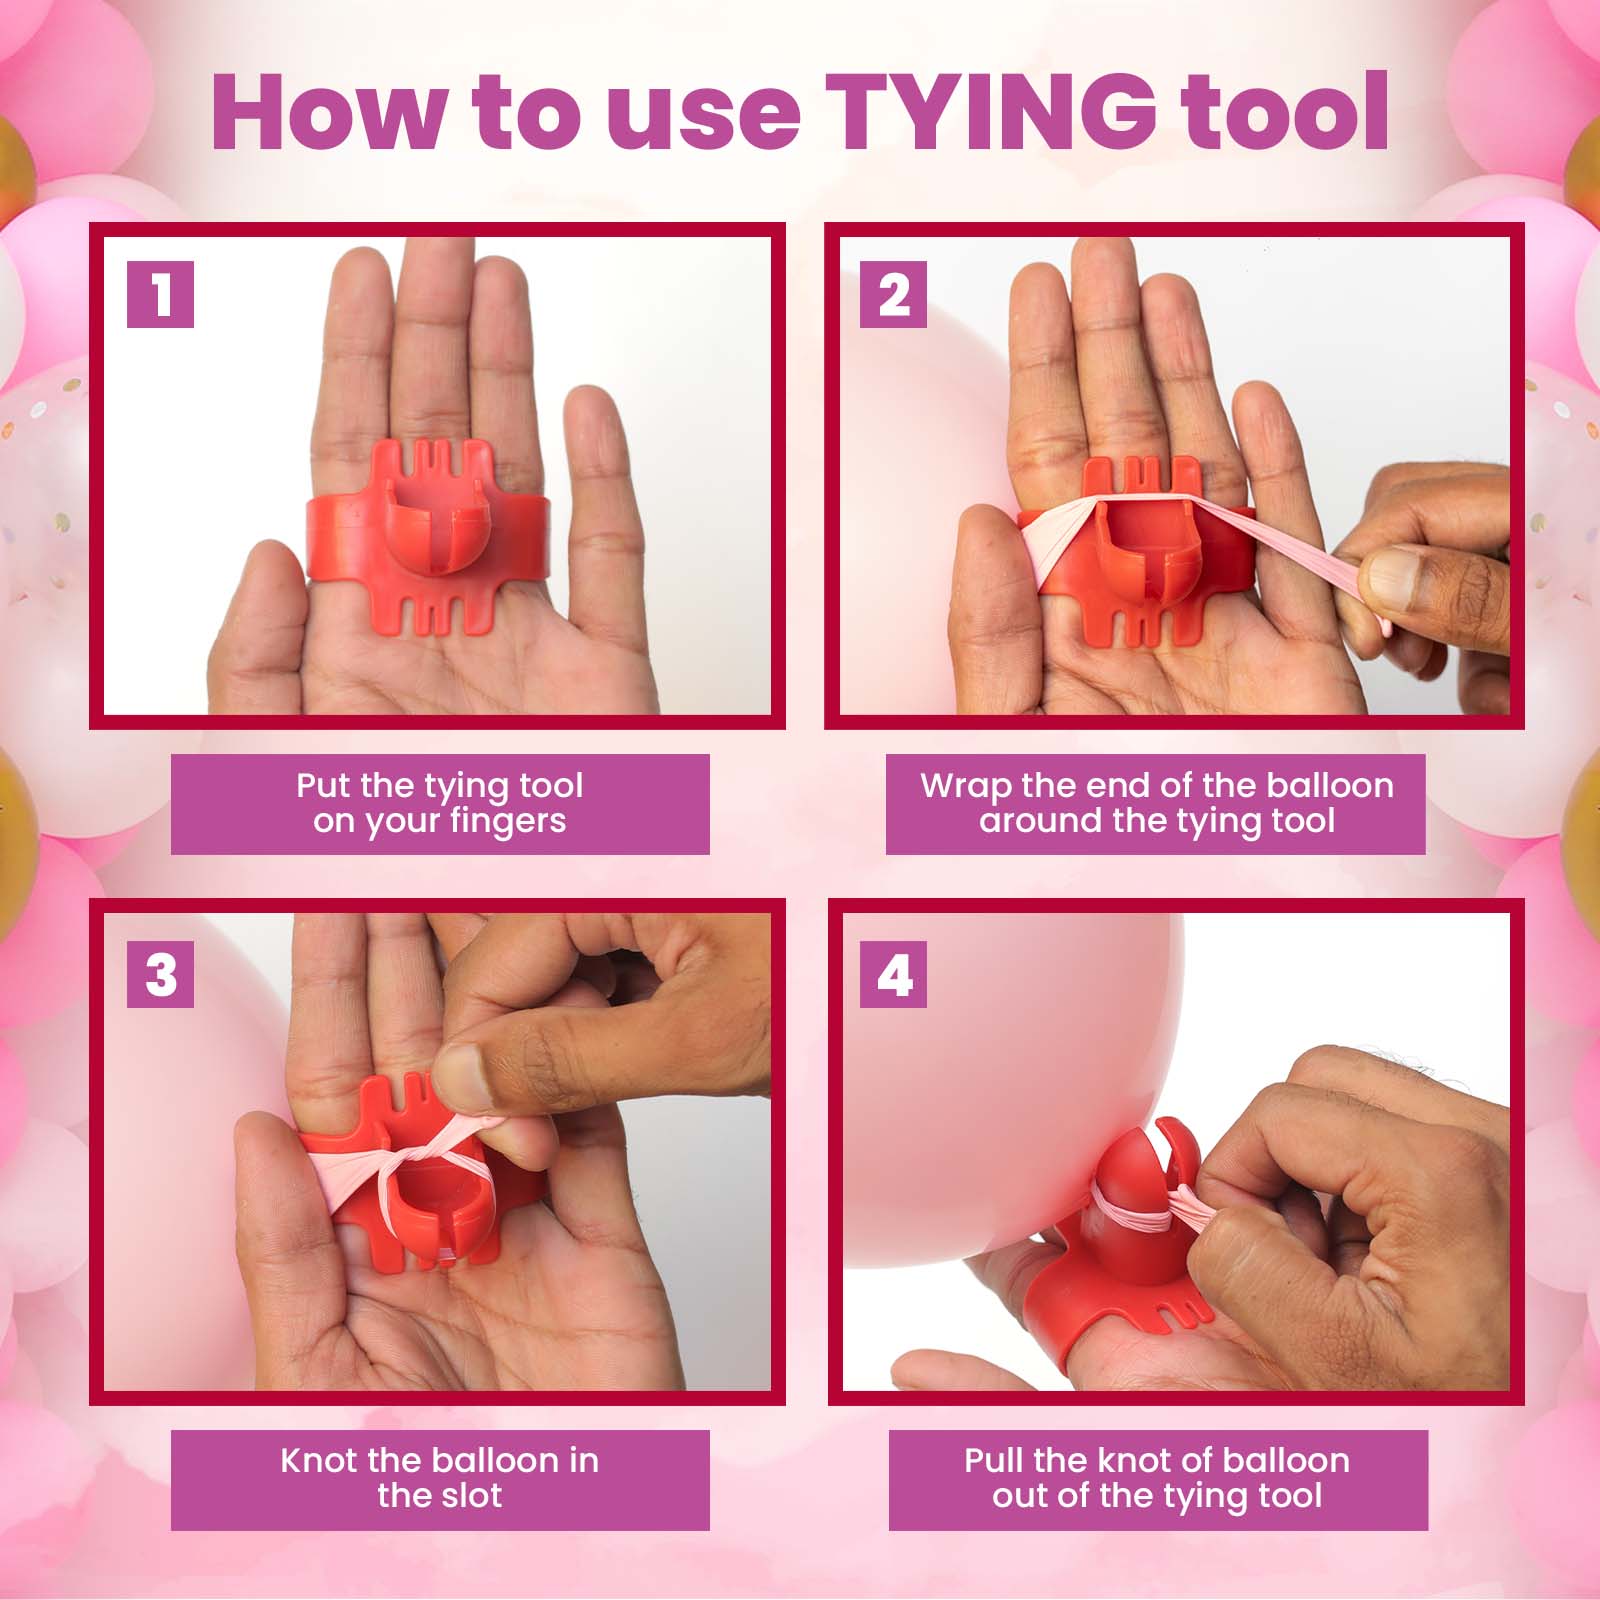 How to use TYING tool
1
2
Put the tying tool
on your fingers
Wrap the end of the balloon
around the tying tool
3
4
Knot the balloon in
the slot
Pull the knot of balloon
out of the tying tool